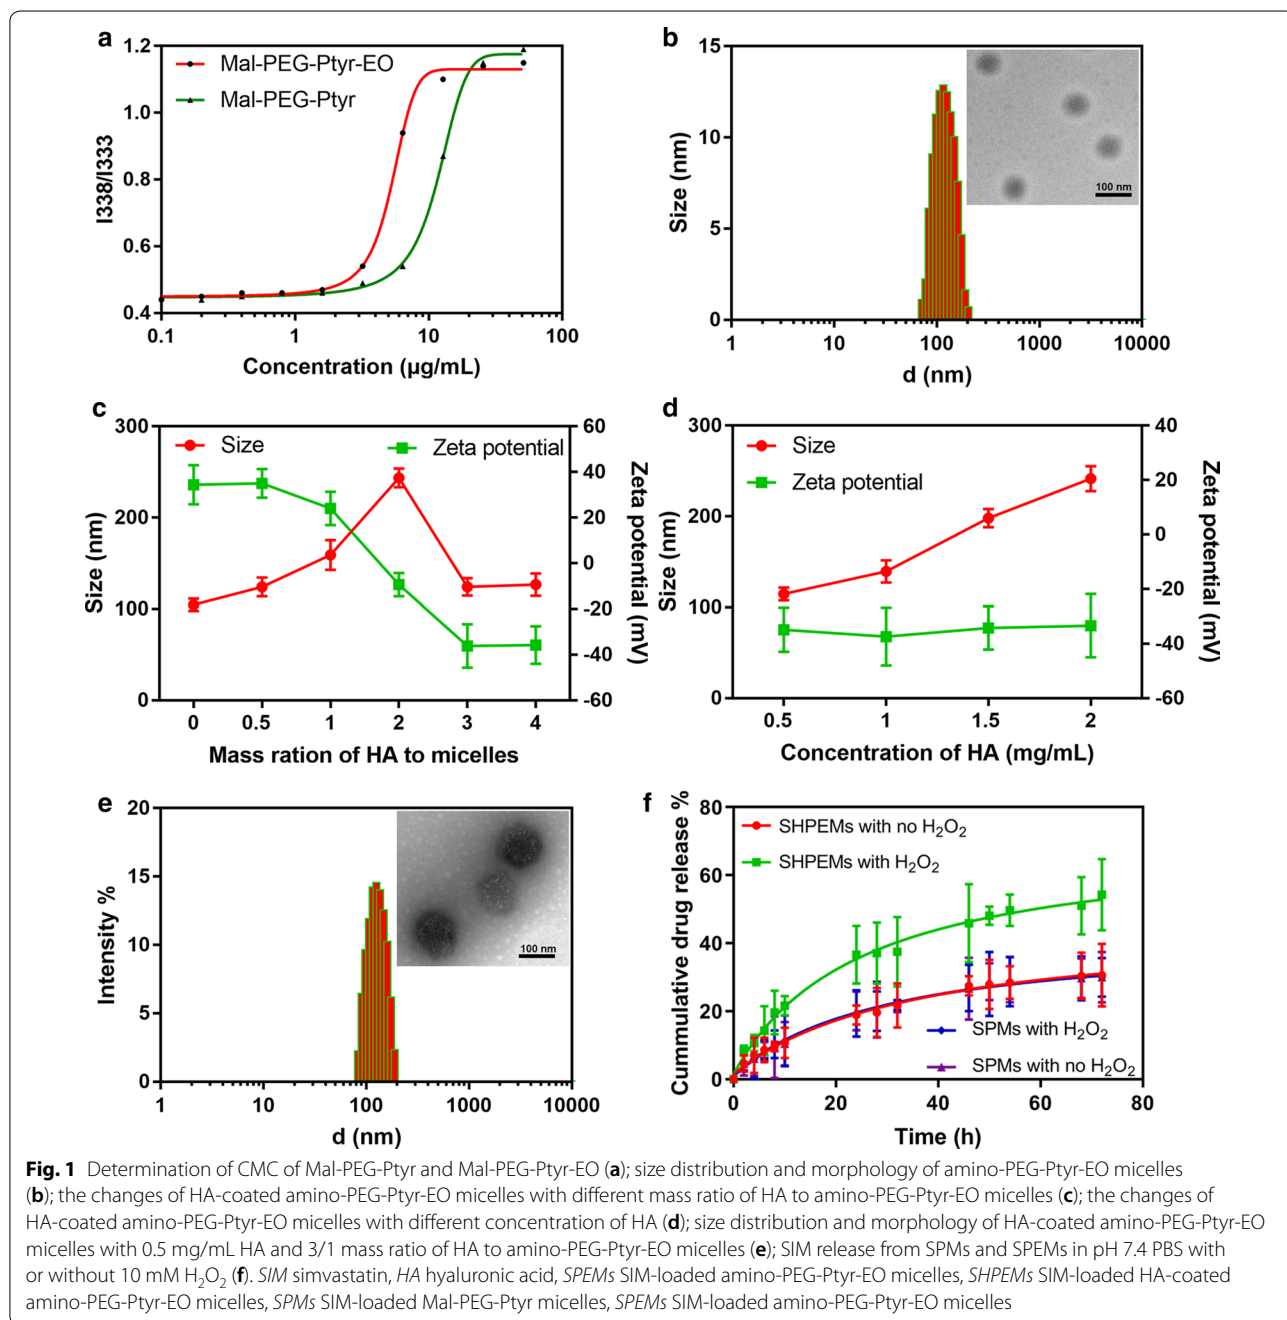 a
1.2
1.0
0.8
0.6
0.4
I338/I333
Mal-PEG-Ptyr-EO
Mal-PEG-Ptyr
0.1 1 10 100
Concentration (µg/mL)
b
15
10
5
0
Size (nm)
100 nm
1 10 100 1000 10000
d (nm)
c
300
200
100
0
Size (nm)
Size
Zeta potential
60
40
20
0
-20
-40
-60
Zeta potential (mV)
0 0.5 1 2 3 4
Mass ration of HA to micelles
d
300
200
100
0
Size (nm)
Size
Zeta potential
40
20
0
-20
-40
-60
Zeta potential (mV)
0.5 1 1.5 2
Concentration of HA (mg/mL)
e
20
15
10
5
0
Intensity %
100 nm
1 10 100 1000 10000
d (nm)
f
80
60
40
20
0
Cummulative drug release %
SHPEMs with no H₂O₂
SHPEMs with H₂O₂
SPMs with H₂O₂
SPMs with no H₂O₂
0 20 40 60 80
Time (h)
Fig. 1 Determination of CMC of Mal-PEG-Ptyr and Mal-PEG-Ptyr-EO (a); size distribution and morphology of amino-PEG-Ptyr-EO micelles
(b); the changes of HA-coated amino-PEG-Ptyr-EO micelles with different mass ratio of HA to amino-PEG-Ptyr-EO micelles (c); the changes of
HA-coated amino-PEG-Ptyr-EO micelles with different concentration of HA (d); size distribution and morphology of HA-coated amino-PEG-Ptyr-EO
micelles with 0.5 mg/mL HA and 3/1 mass ratio of HA to amino-PEG-Ptyr-EO micelles (e); SIM release from SPMs and SPEMs in pH 7.4 PBS with
or without 10 mM H₂O₂ (f). SIM simvastatin, HA hyaluronic acid, SPEMs SIM-loaded amino-PEG-Ptyr-EO micelles, SHPEMs SIM-loaded HA-coated
amino-PEG-Ptyr-EO micelles, SPMs SIM-loaded Mal-PEG-Ptyr micelles, SPEMs SIM-loaded amino-PEG-Ptyr-EO micelles